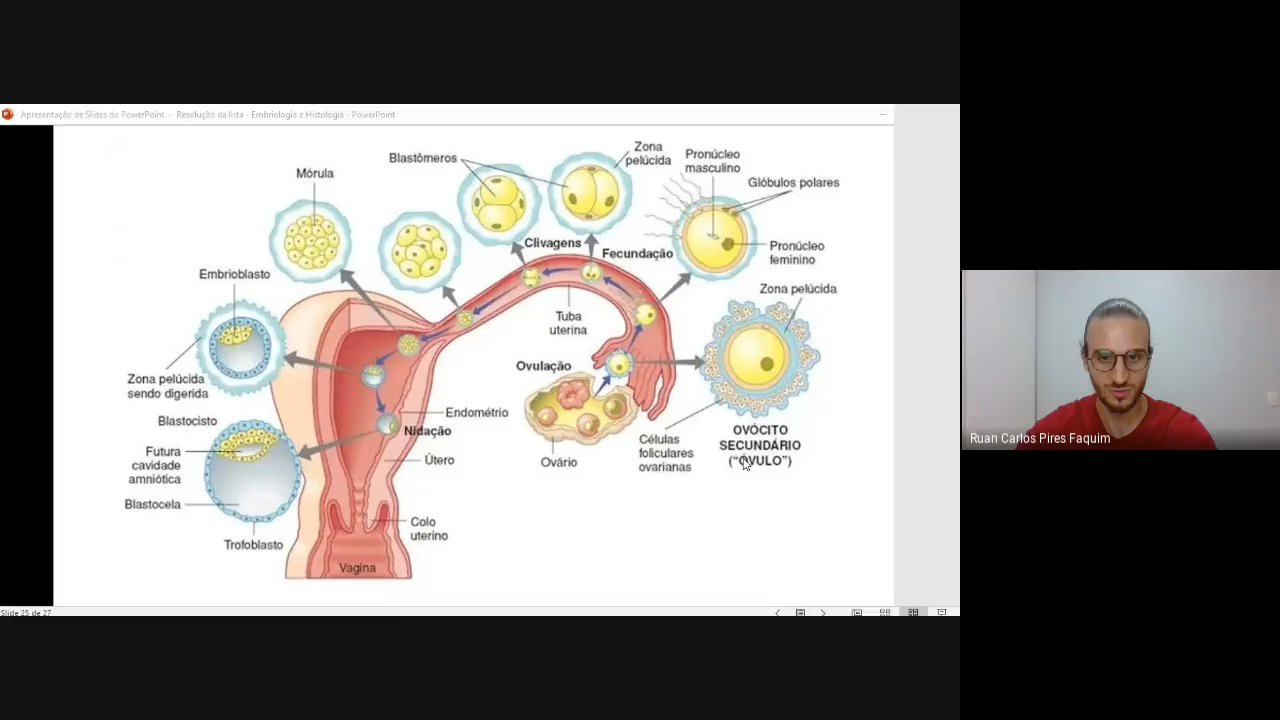 Apresentação de Slides do PowerPoint - Resolução da lista - Embriologia e Histologia - PowerPoint
Blastômeros
Zona
pelúcida
Pronúcleo
masculino
Glóbulos polares
Mórula
Clivagens
Fecundação
Pronúcleo
feminino
Embrioblasto
Zona pelúcida
Tuba
uterina
Ovulação
Zona pelúcida
sendo digerida
Blastocisto
Endométrio
Nidação
Futura
cavidade
amniótica
Útero
Ovário
Células
foliculares
ovarianas
OVÓCITO
SECUNDÁRIO
("ÓVULO")
Blastocela
Colo
uterino
Trofoblasto
Vagina
Slide 25 de 27
Ruan Carlos Pires Faquim